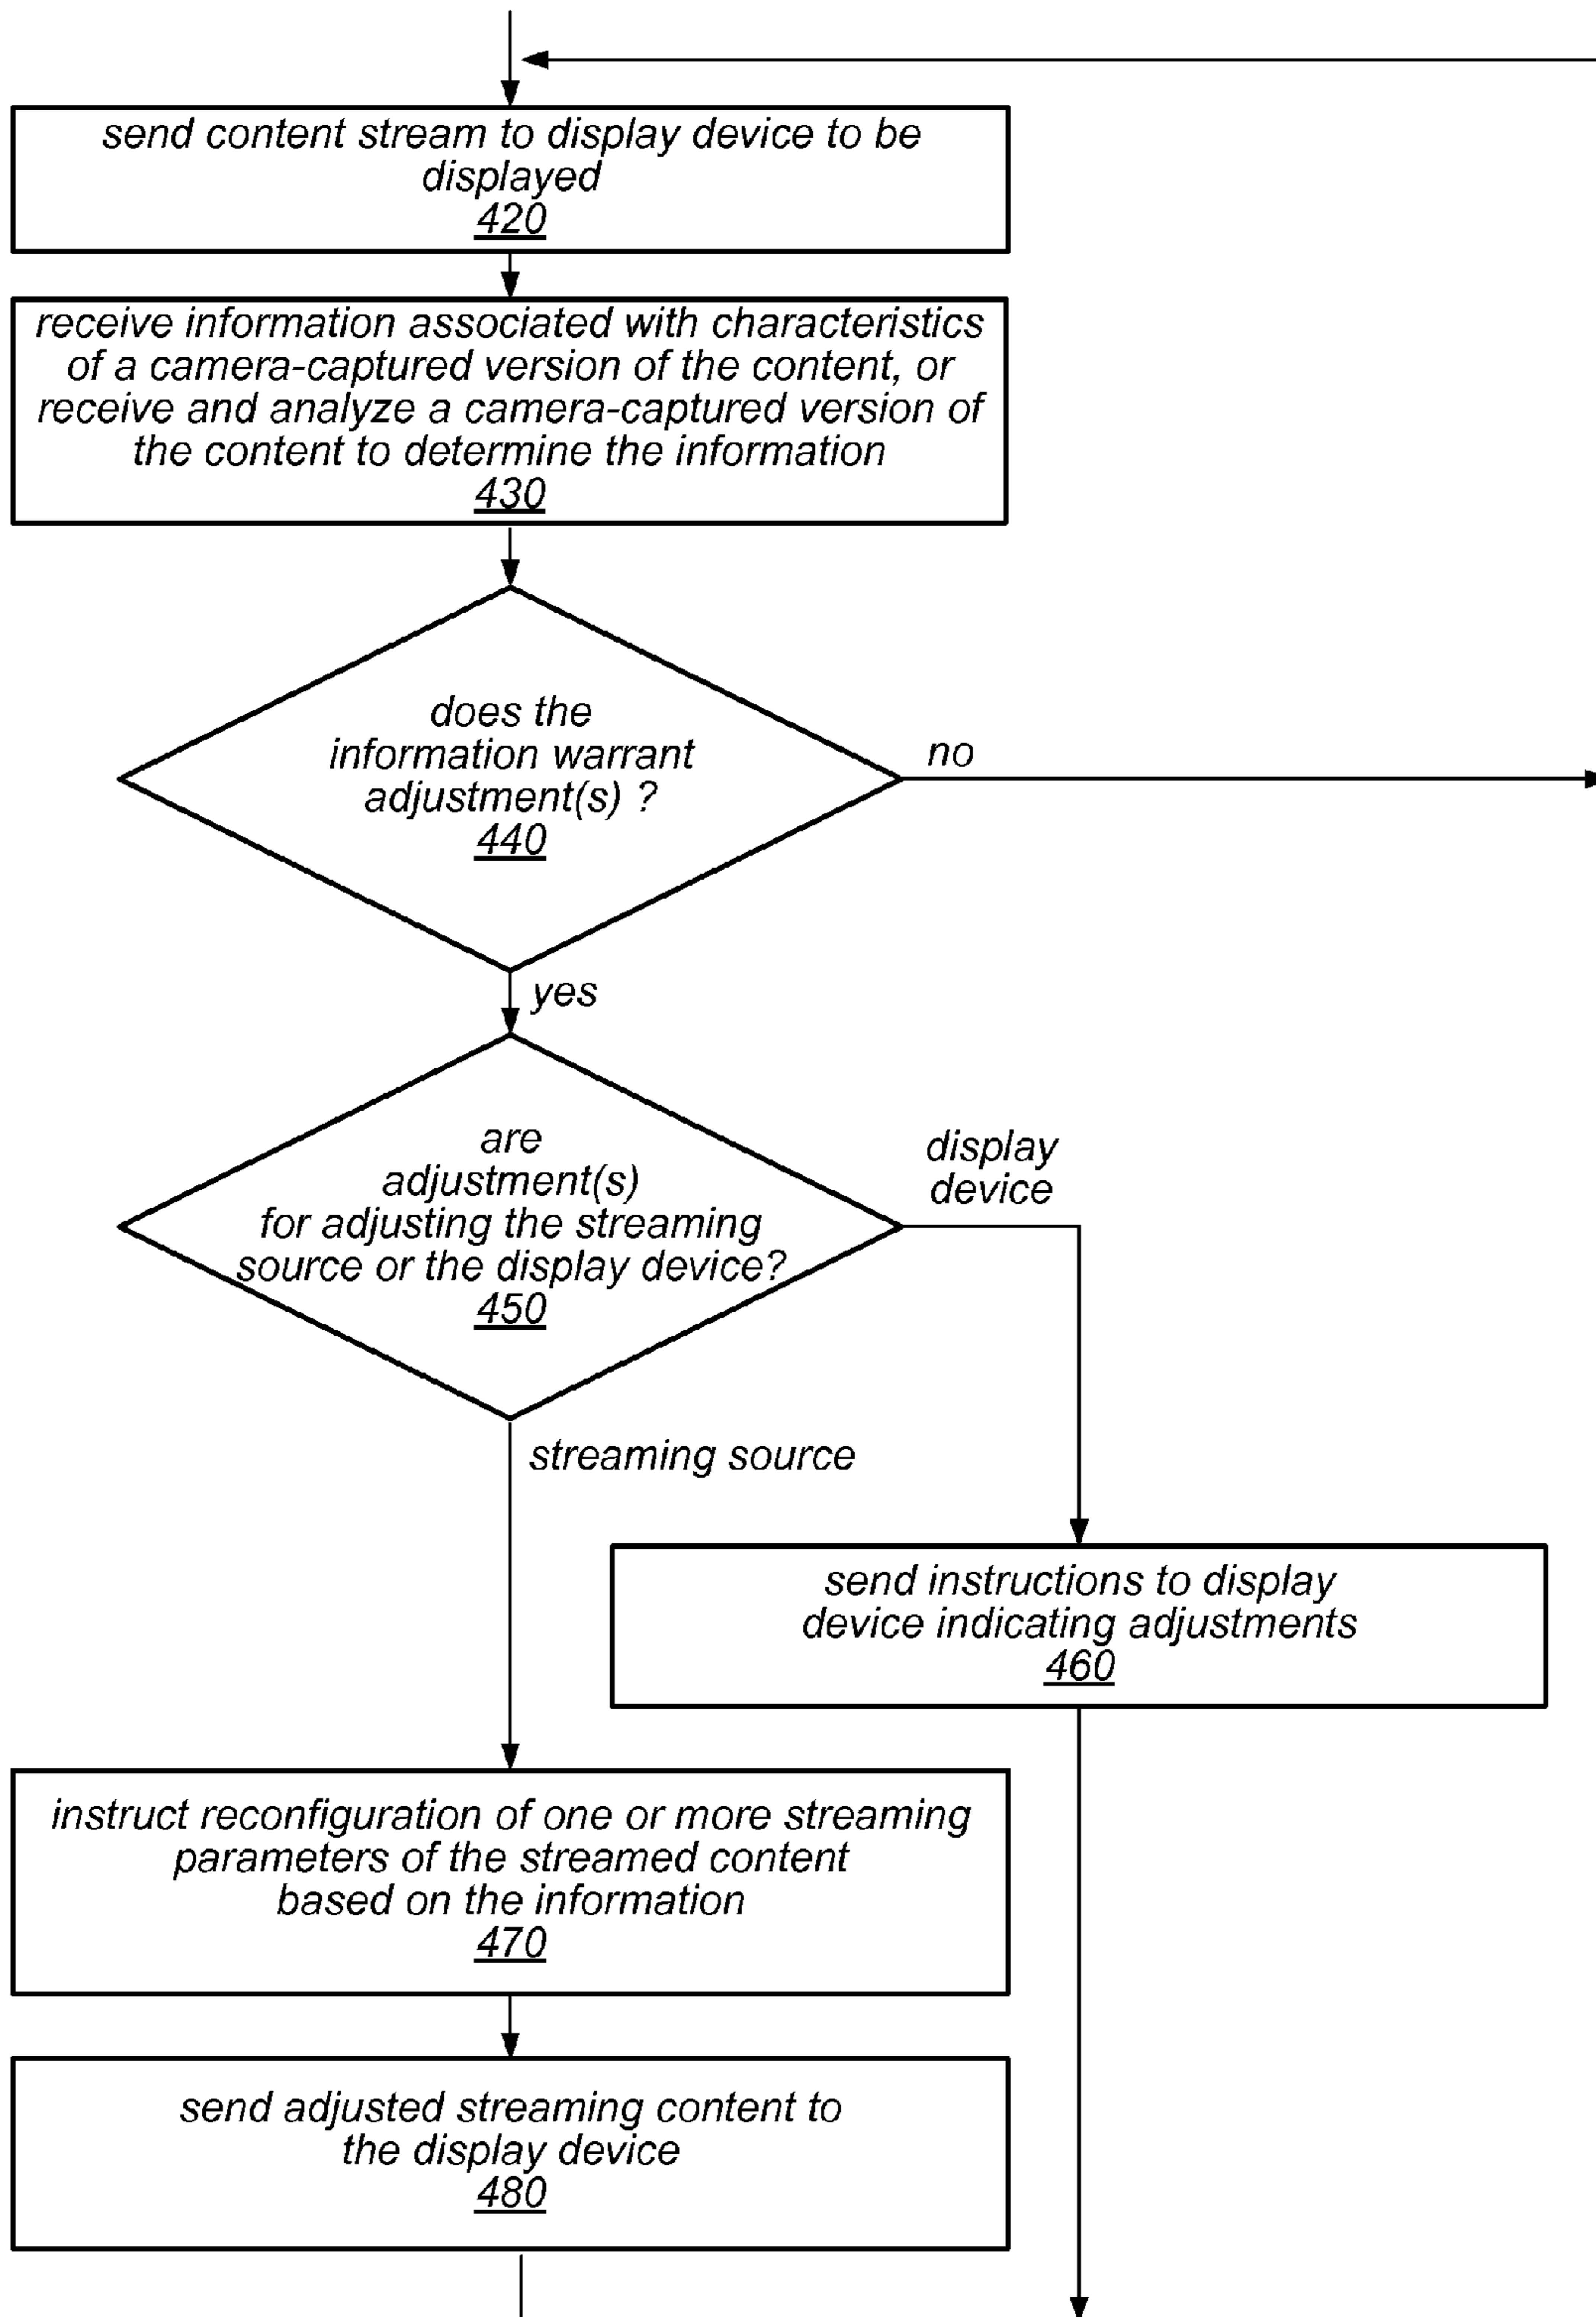 send content stream to display device to be
displayed
420
receive information associated with characteristics
of a camera-captured version of the content, or
receive and analyze a camera-captured version of
the content to determine the information
430
does the
information warrant
adjustment(s) ?
440
no
yes
are
adjustment(s)
for adjusting the streaming
source or the display device?
450
display
device
streaming source
send instructions to display
device indicating adjustments
460
instruct reconfiguration of one or more streaming
parameters of the streamed content
based on the information
470
send adjusted streaming content to
the display device
480